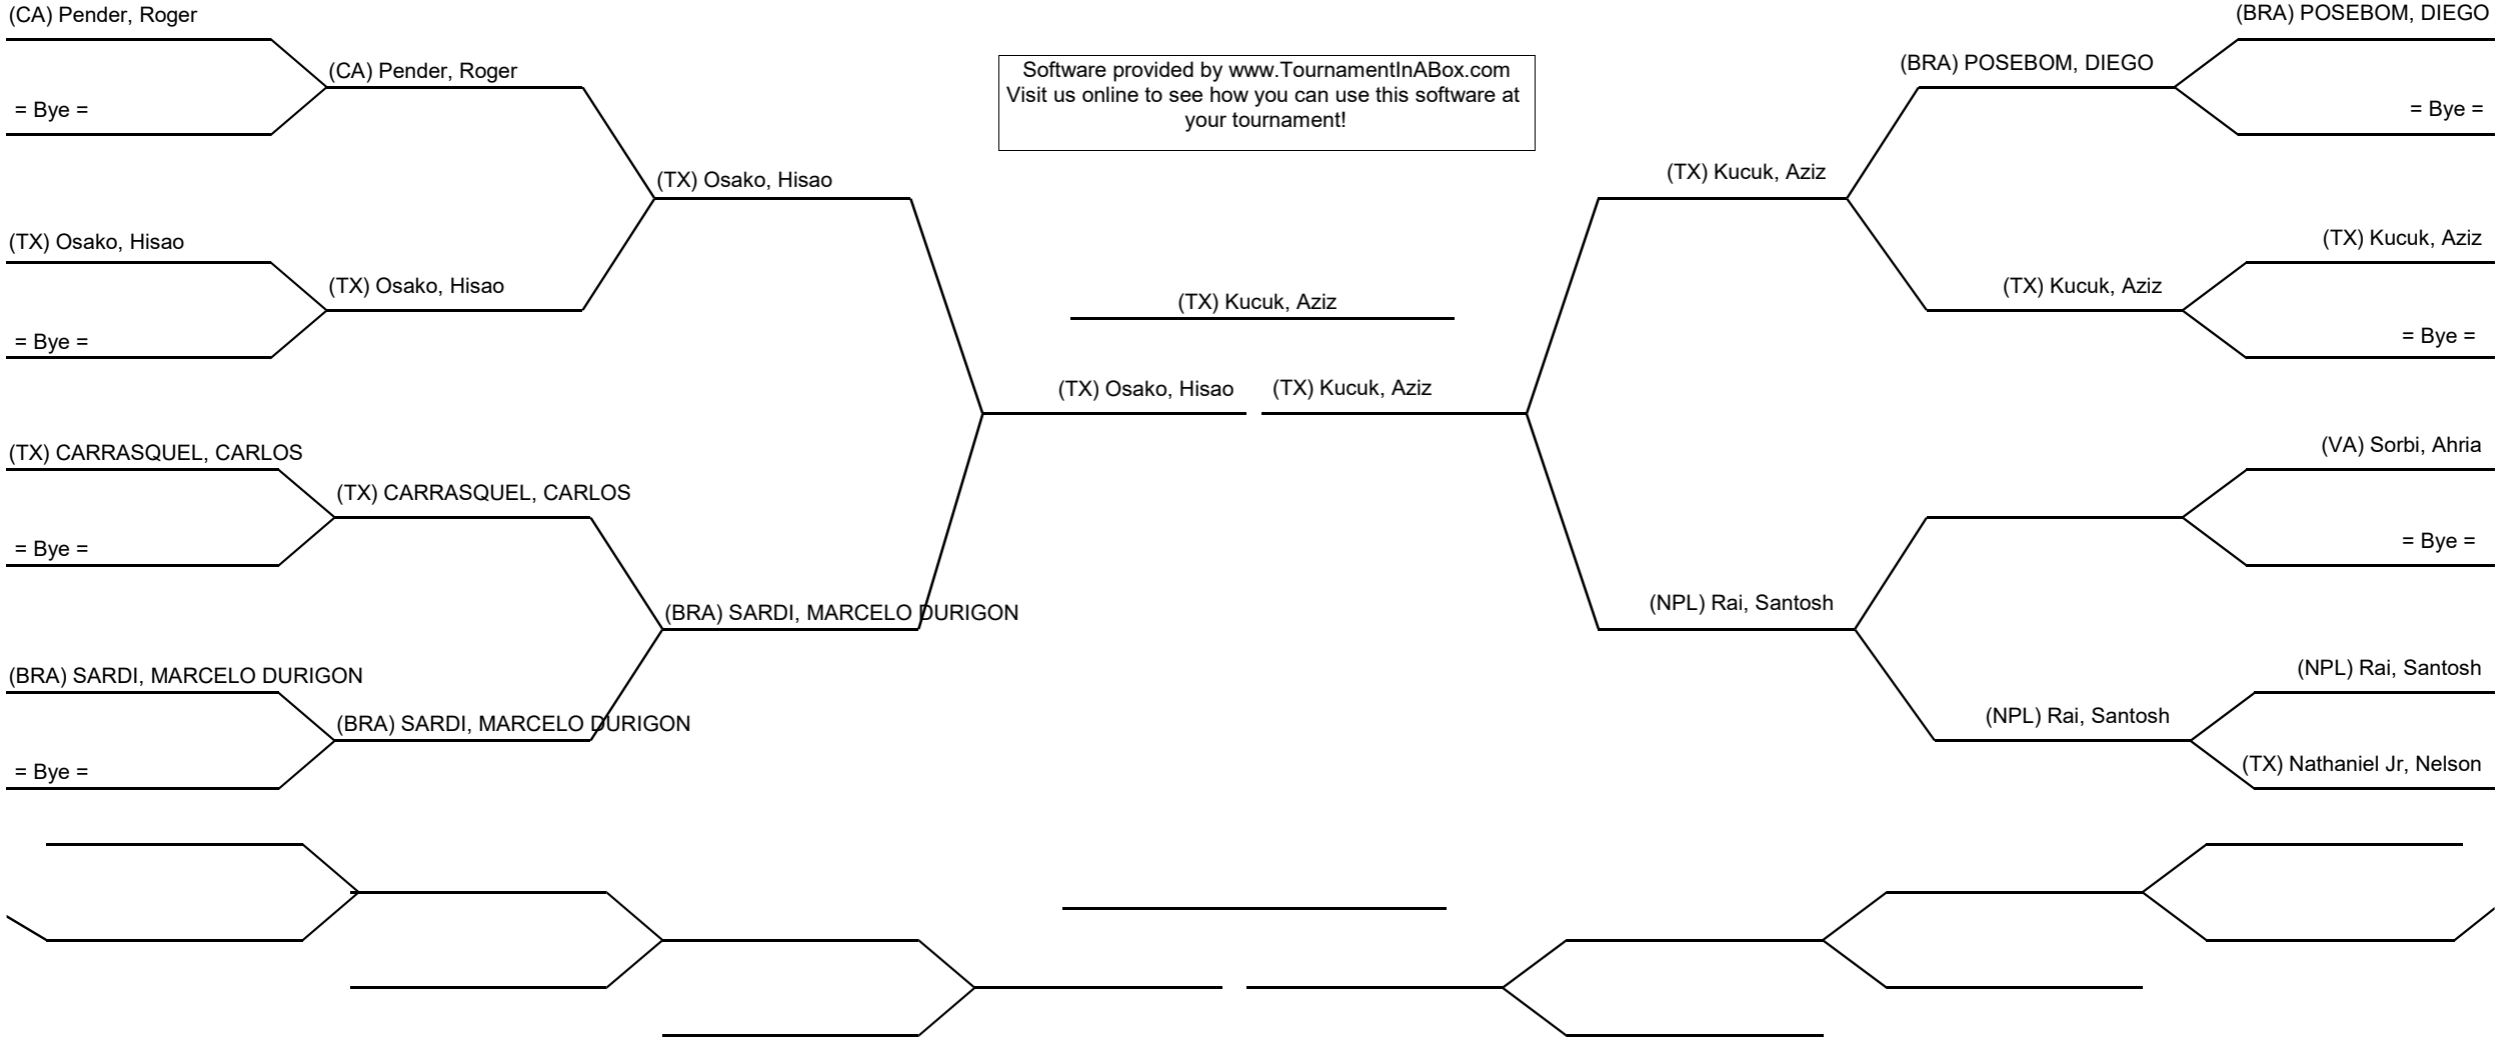 (CA) Pender, Roger
(BRA) POSEBOM, DIEGO
(CA) Pender, Roger
Software provided by www.TournamentInABox.com
Visit us online to see how you can use this software at
your tournament!
(BRA) POSEBOM, DIEGO
= Bye =
= Bye =
(TX) Osako, Hisao
(TX) Kucuk, Aziz
(TX) Osako, Hisao
(TX) Kucuk, Aziz
(TX) Osako, Hisao
(TX) Kucuk, Aziz
(TX) Kucuk, Aziz
= Bye =
= Bye =
(TX) Osako, Hisao
(TX) Kucuk, Aziz
(TX) CARRASQUEL, CARLOS
(VA) Sorbi, Ahria
(TX) CARRASQUEL, CARLOS
= Bye =
= Bye =
(BRA) SARDI, MARCELO DURIGON
(NPL) Rai, Santosh
(BRA) SARDI, MARCELO DURIGON
(NPL) Rai, Santosh
(BRA) SARDI, MARCELO DURIGON
(NPL) Rai, Santosh
= Bye =
(TX) Nathaniel Jr, Nelson